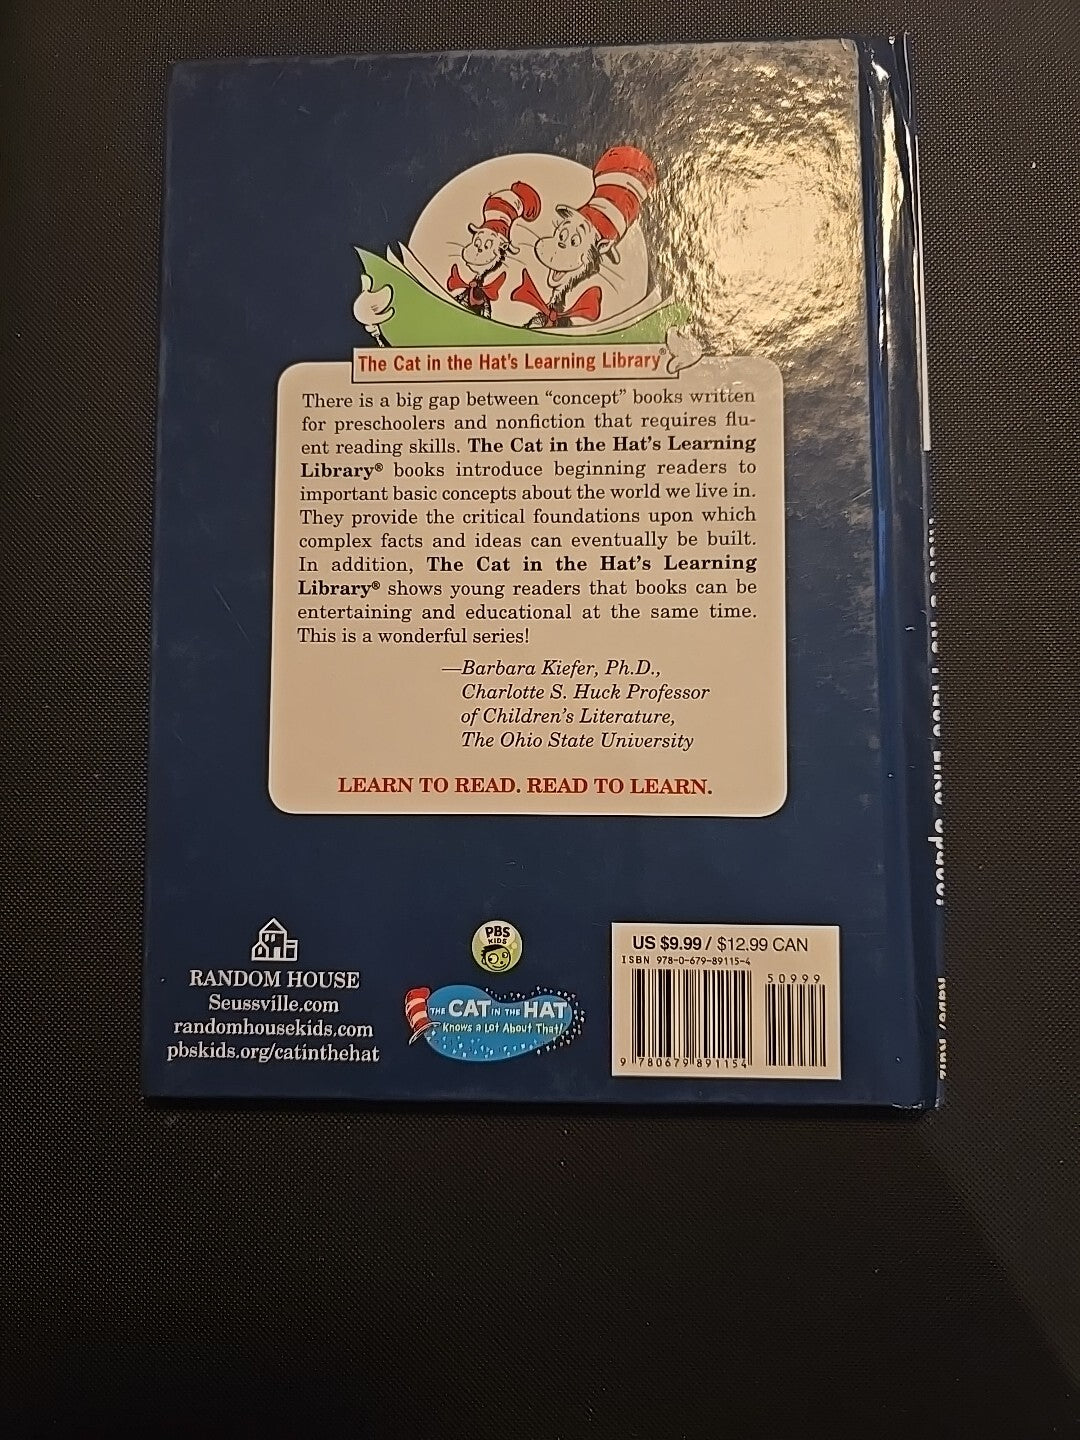 The Cat in the Hat's Learning Library®
There is a big gap between “concept” books written
for preschoolers and nonfiction that requires flu-
ent reading skills. The Cat in the Hat's Learning
Library® books introduce beginning readers to
important basic concepts about the world we live in.
They provide the critical foundations upon which
complex facts and ideas can eventually be built.
In addition, The Cat in the Hat's Learning
Library® shows young readers that books can be
entertaining and educational at the same time.
This is a wonderful series!
—Barbara Kiefer, Ph.D.,
Charlotte S. Huck Professor
of Children's Literature,
The Ohio State University
LEARN TO READ. READ TO LEARN.
RANDOM HOUSE
Seussville.com
randomhousekids.com
pbskids.org/catinthehat
PBS
KIDS
THE CAT IN THE HAT
Knows a Lot About That!
US $9.99 / $12.99 CAN
ISBN 978-0-679-89115-4
50999
9 780679 891154
There's No Place Like Space!
Rabe/Ruiz